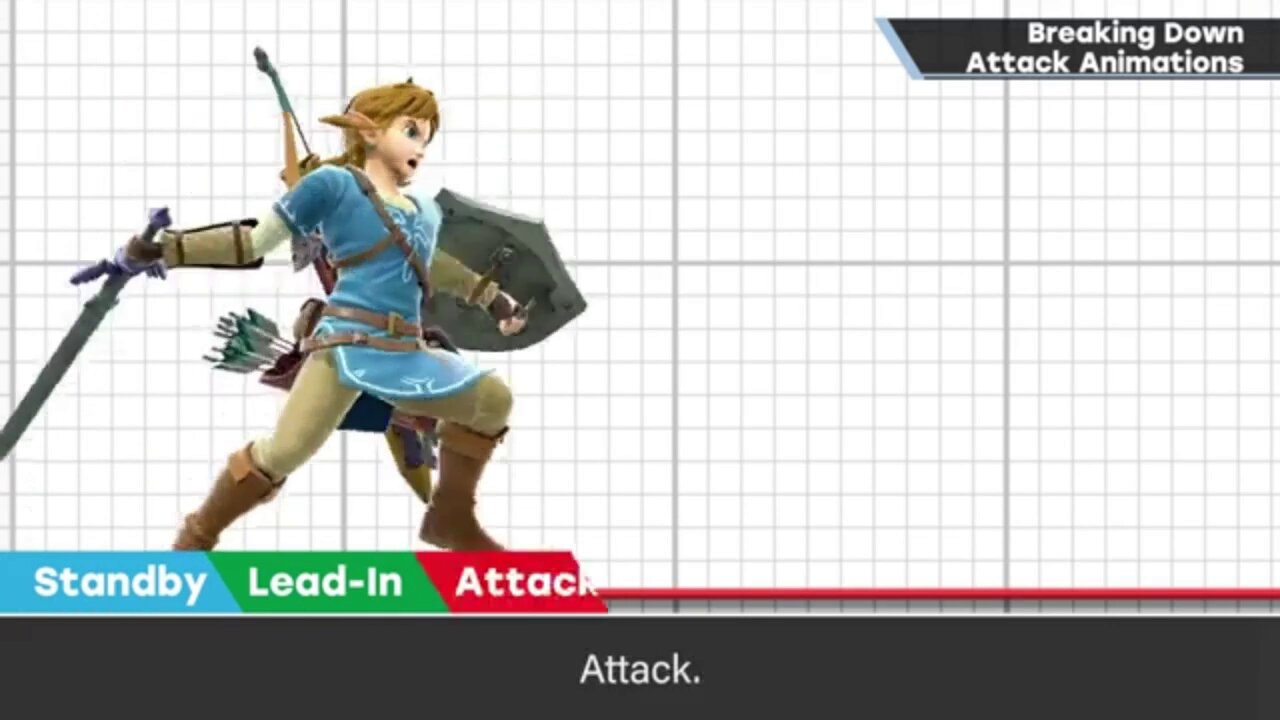 Breaking Down
Attack Animations
Standby
Lead-In
Attack
Attack.